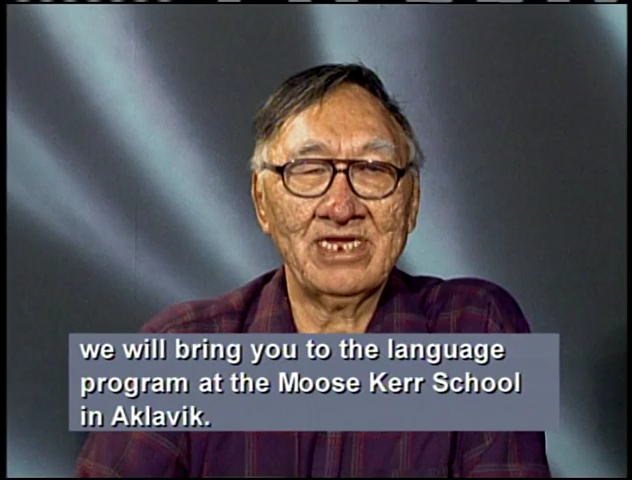 we will bring you to the language
program at the Moose Kerr School
in Aklavik.